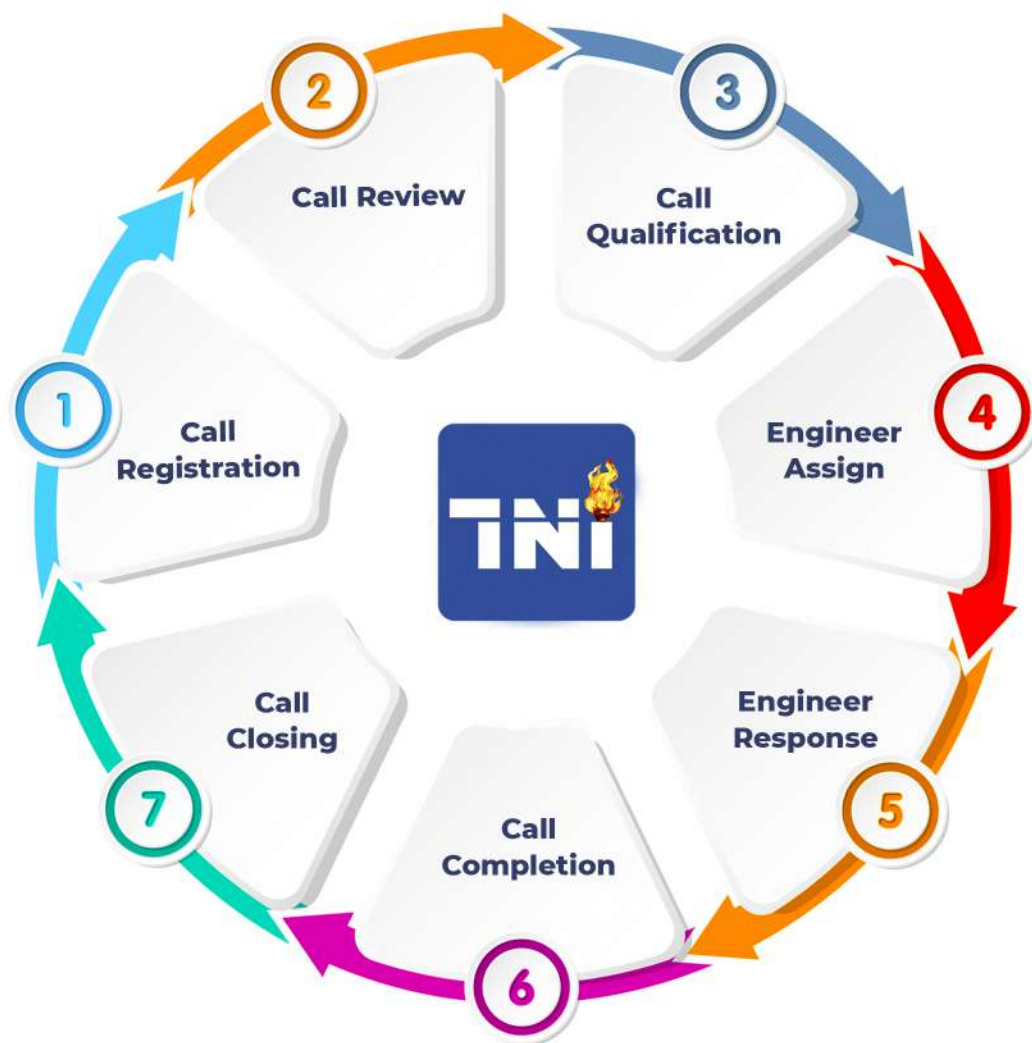 1
Call
Registration
2
Call Review
3
Call
Qualification
4
Engineer
Assign
5
Engineer
Response
6
Call
Completion
7
Call
Closing
TNi